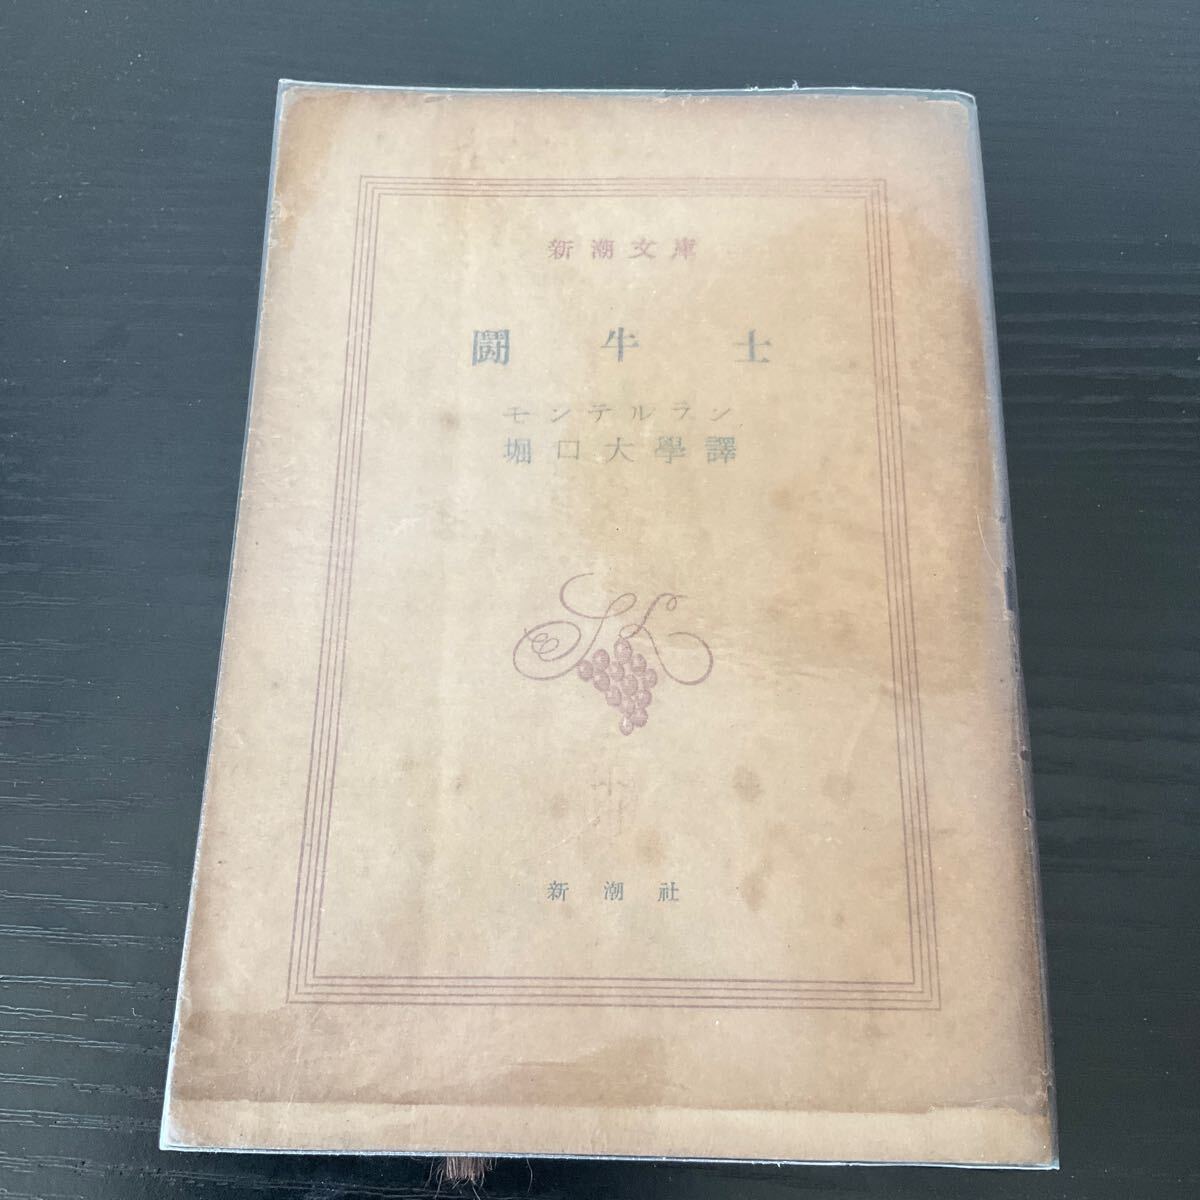 新潮文庫
闘牛士
モンテルラン
堀口大學譯
新潮社